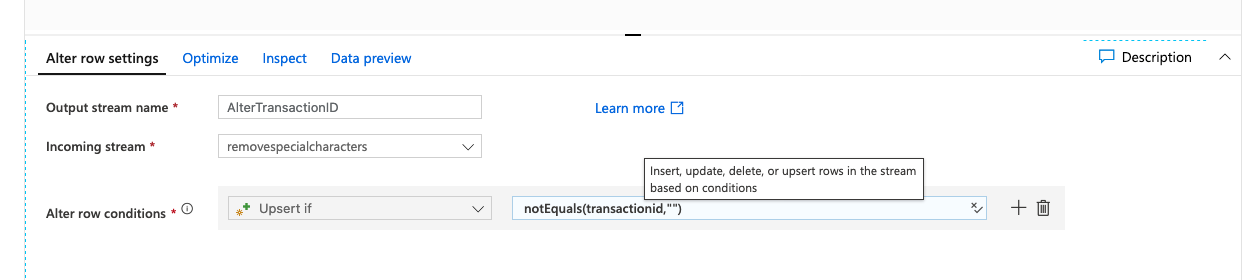 Alter row settings Optimize Inspect Data preview Description
Output stream name * AlterTransactionID Learn more
Incoming stream * removespecialcharacters
Insert, update, delete, or upsert rows in the stream
based on conditions
Alter row conditions * Upsert if notEquals(transactionid,"")